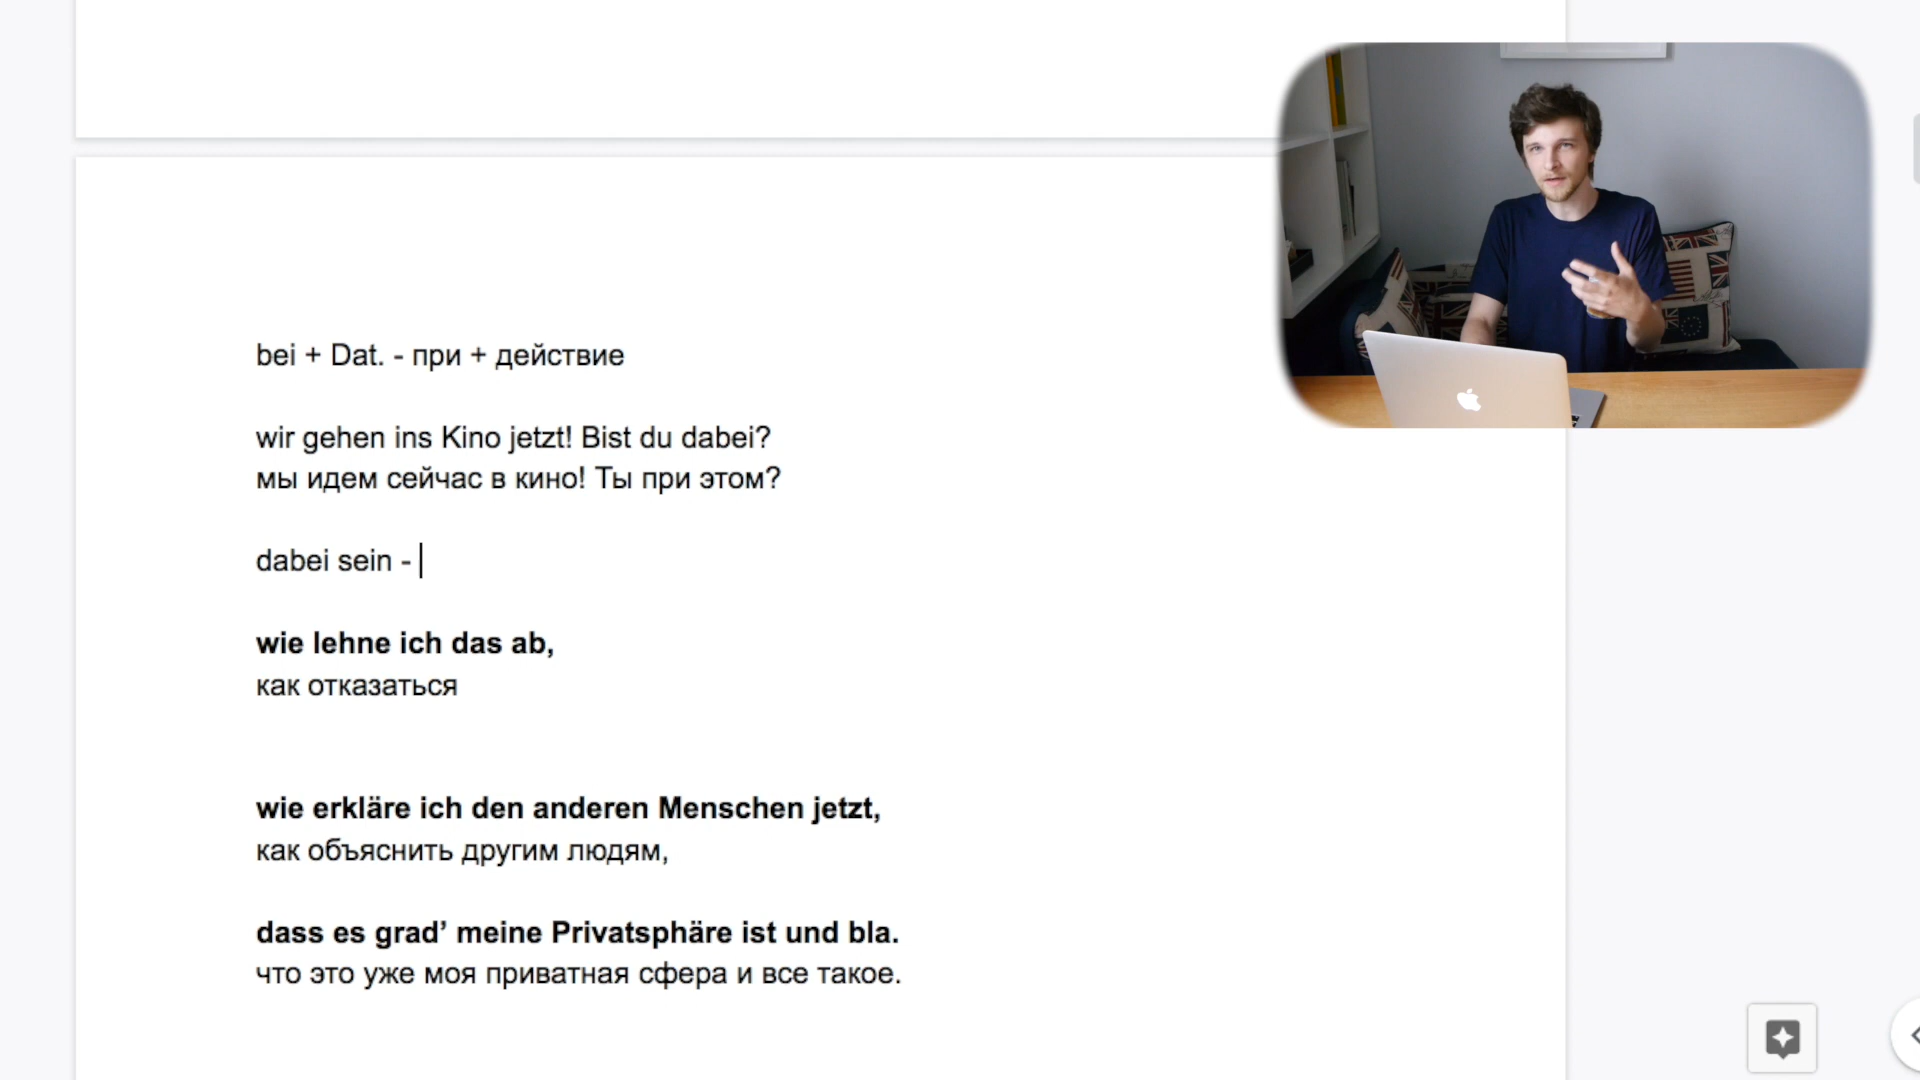 bei + Dat. - при + действие
wir gehen ins Kino jetzt! Bist du dabei?
мы идем сейчас в кино! Ты при этом?
dabei sein -
wie lehne ich das ab,
как отказаться
wie erkläre ich den anderen Menschen jetzt,
как объяснить другим людям,
dass es grad’ meine Privatsphäre ist und bla.
что это уже моя приватная сфера и все такое.